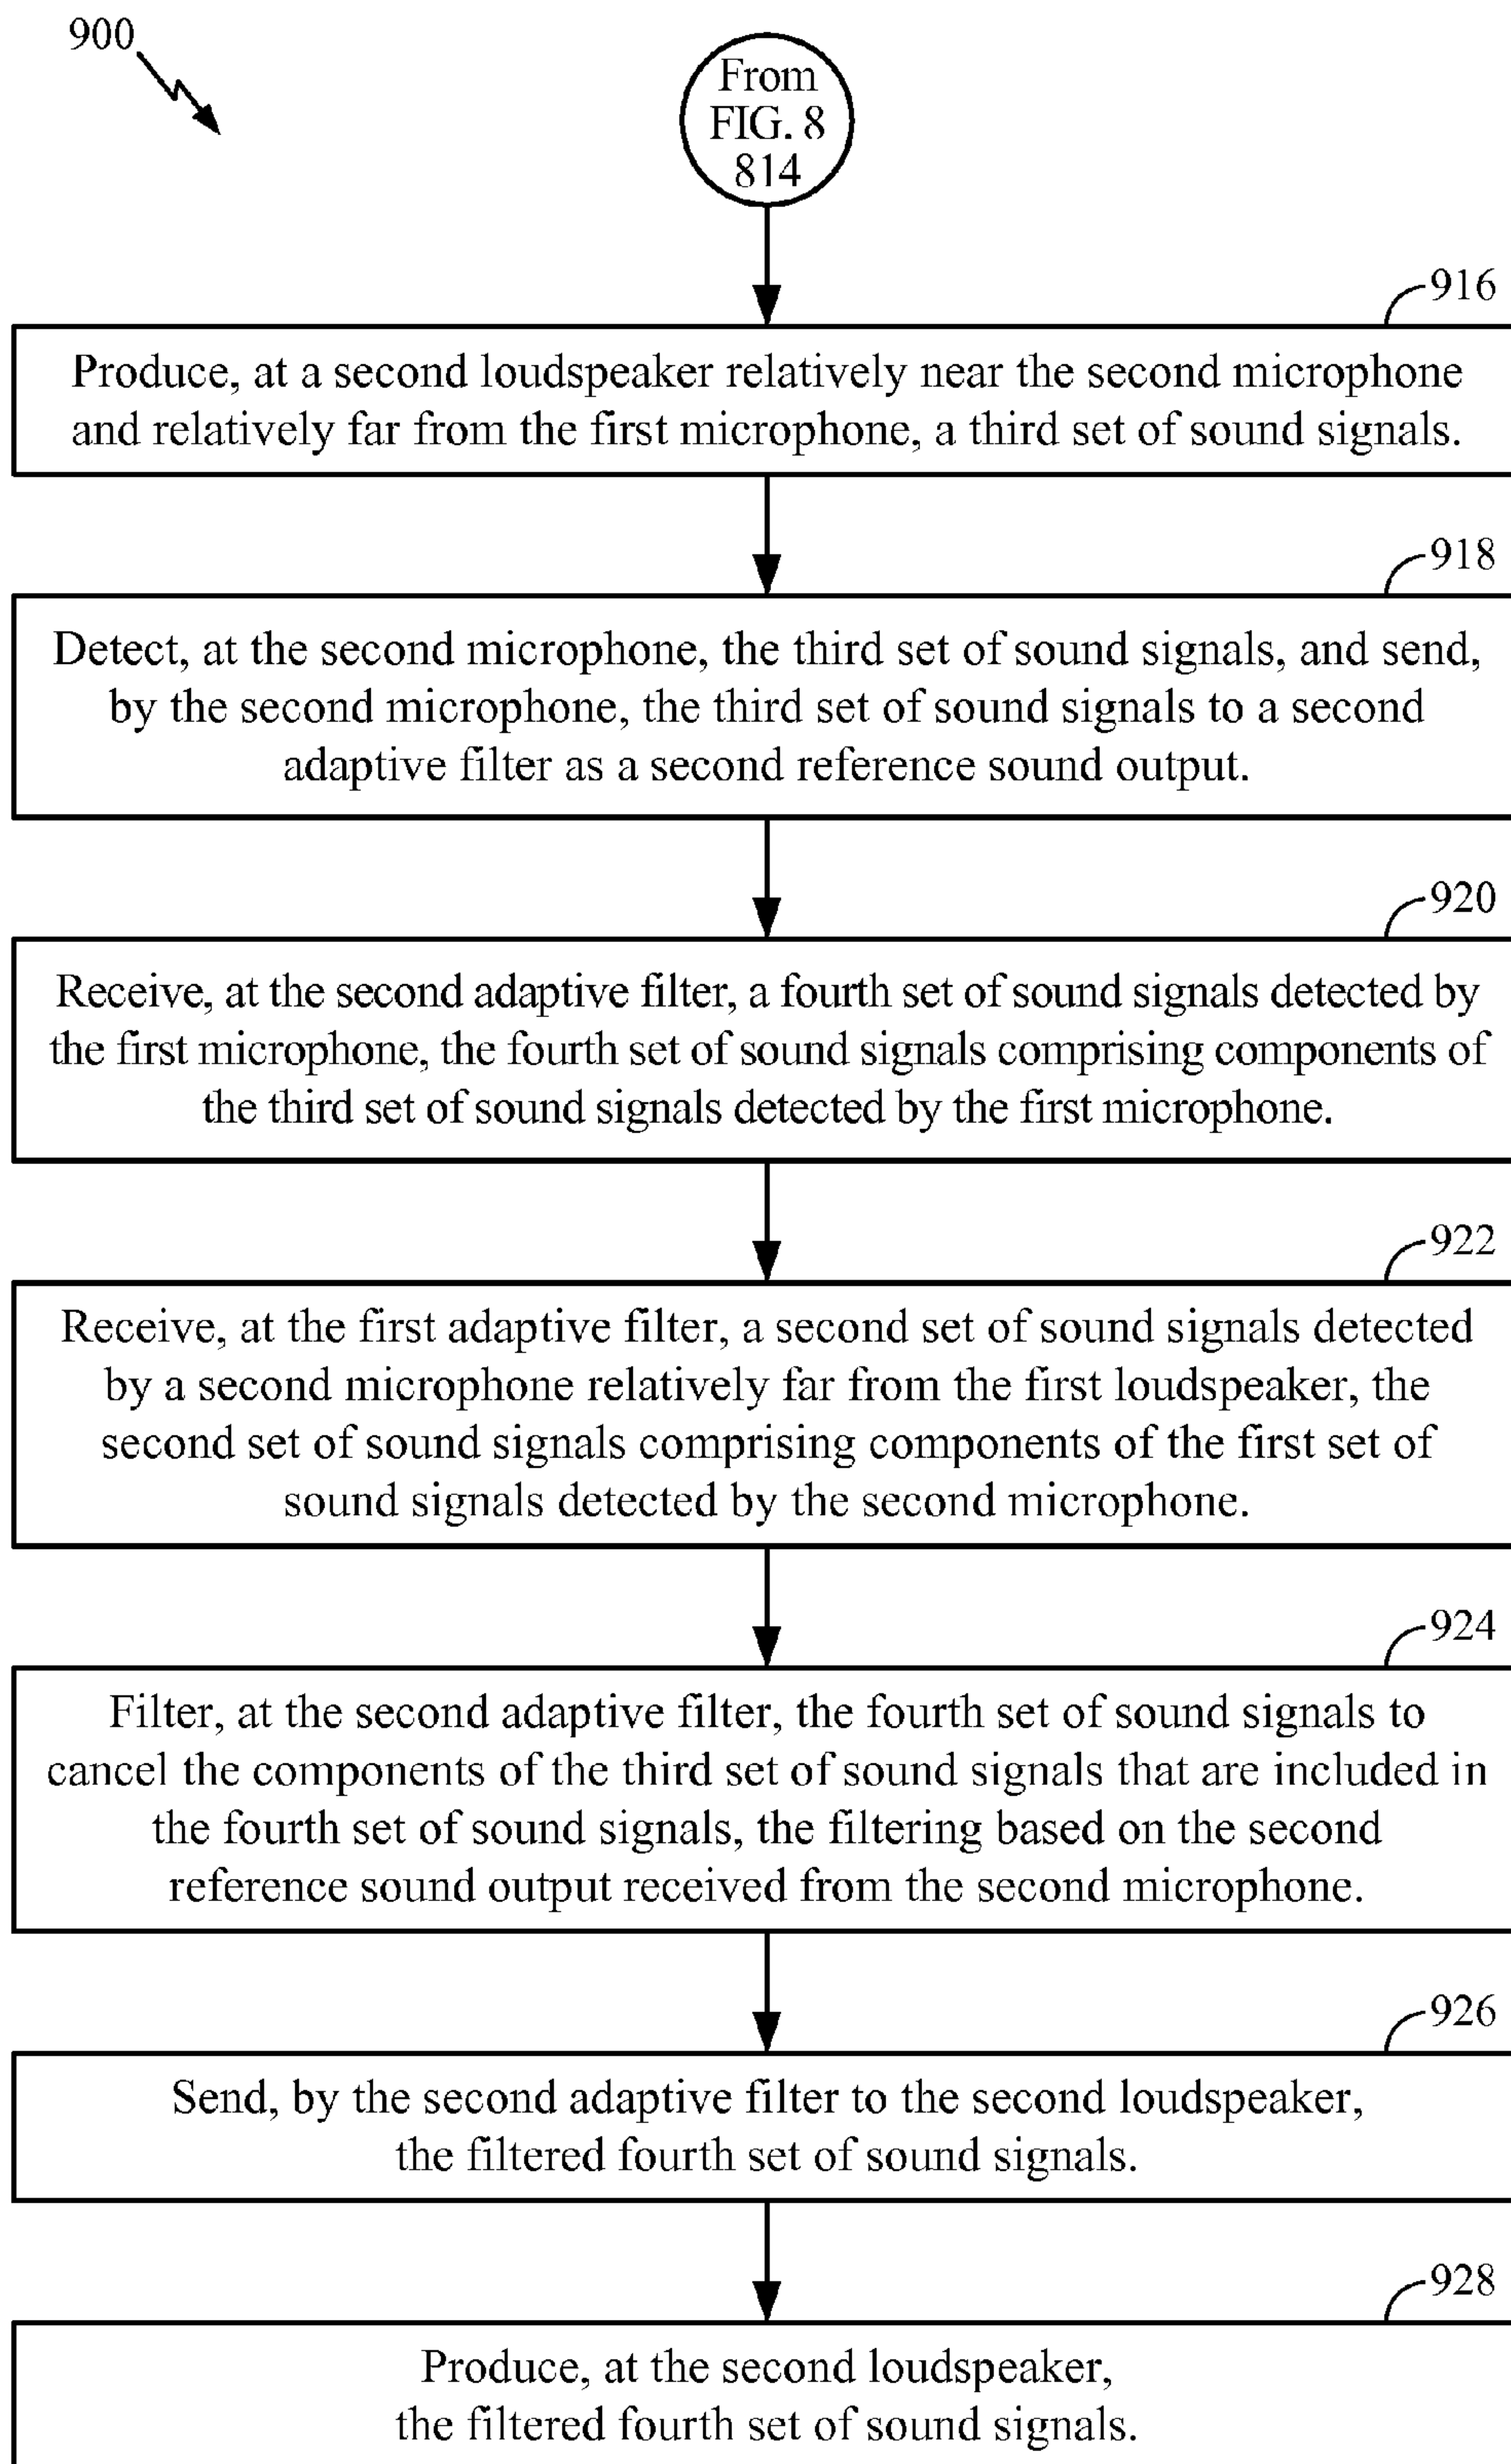 900
From
FIG. 8
814
916
Produce, at a second loudspeaker relatively near the second microphone
and relatively far from the first microphone, a third set of sound signals.
918
Detect, at the second microphone, the third set of sound signals, and send,
by the second microphone, the third set of sound signals to a second
adaptive filter as a second reference sound output.
920
Receive, at the second adaptive filter, a fourth set of sound signals detected by
the first microphone, the fourth set of sound signals comprising components of
the third set of sound signals detected by the first microphone.
922
Receive, at the first adaptive filter, a second set of sound signals detected
by a second microphone relatively far from the first loudspeaker, the
second set of sound signals comprising components of the first set of
sound signals detected by the second microphone.
924
Filter, at the second adaptive filter, the fourth set of sound signals to
cancel the components of the third set of sound signals that are included in
the fourth set of sound signals, the filtering based on the second
reference sound output received from the second microphone.
926
Send, by the second adaptive filter to the second loudspeaker,
the filtered fourth set of sound signals.
928
Produce, at the second loudspeaker,
the filtered fourth set of sound signals.